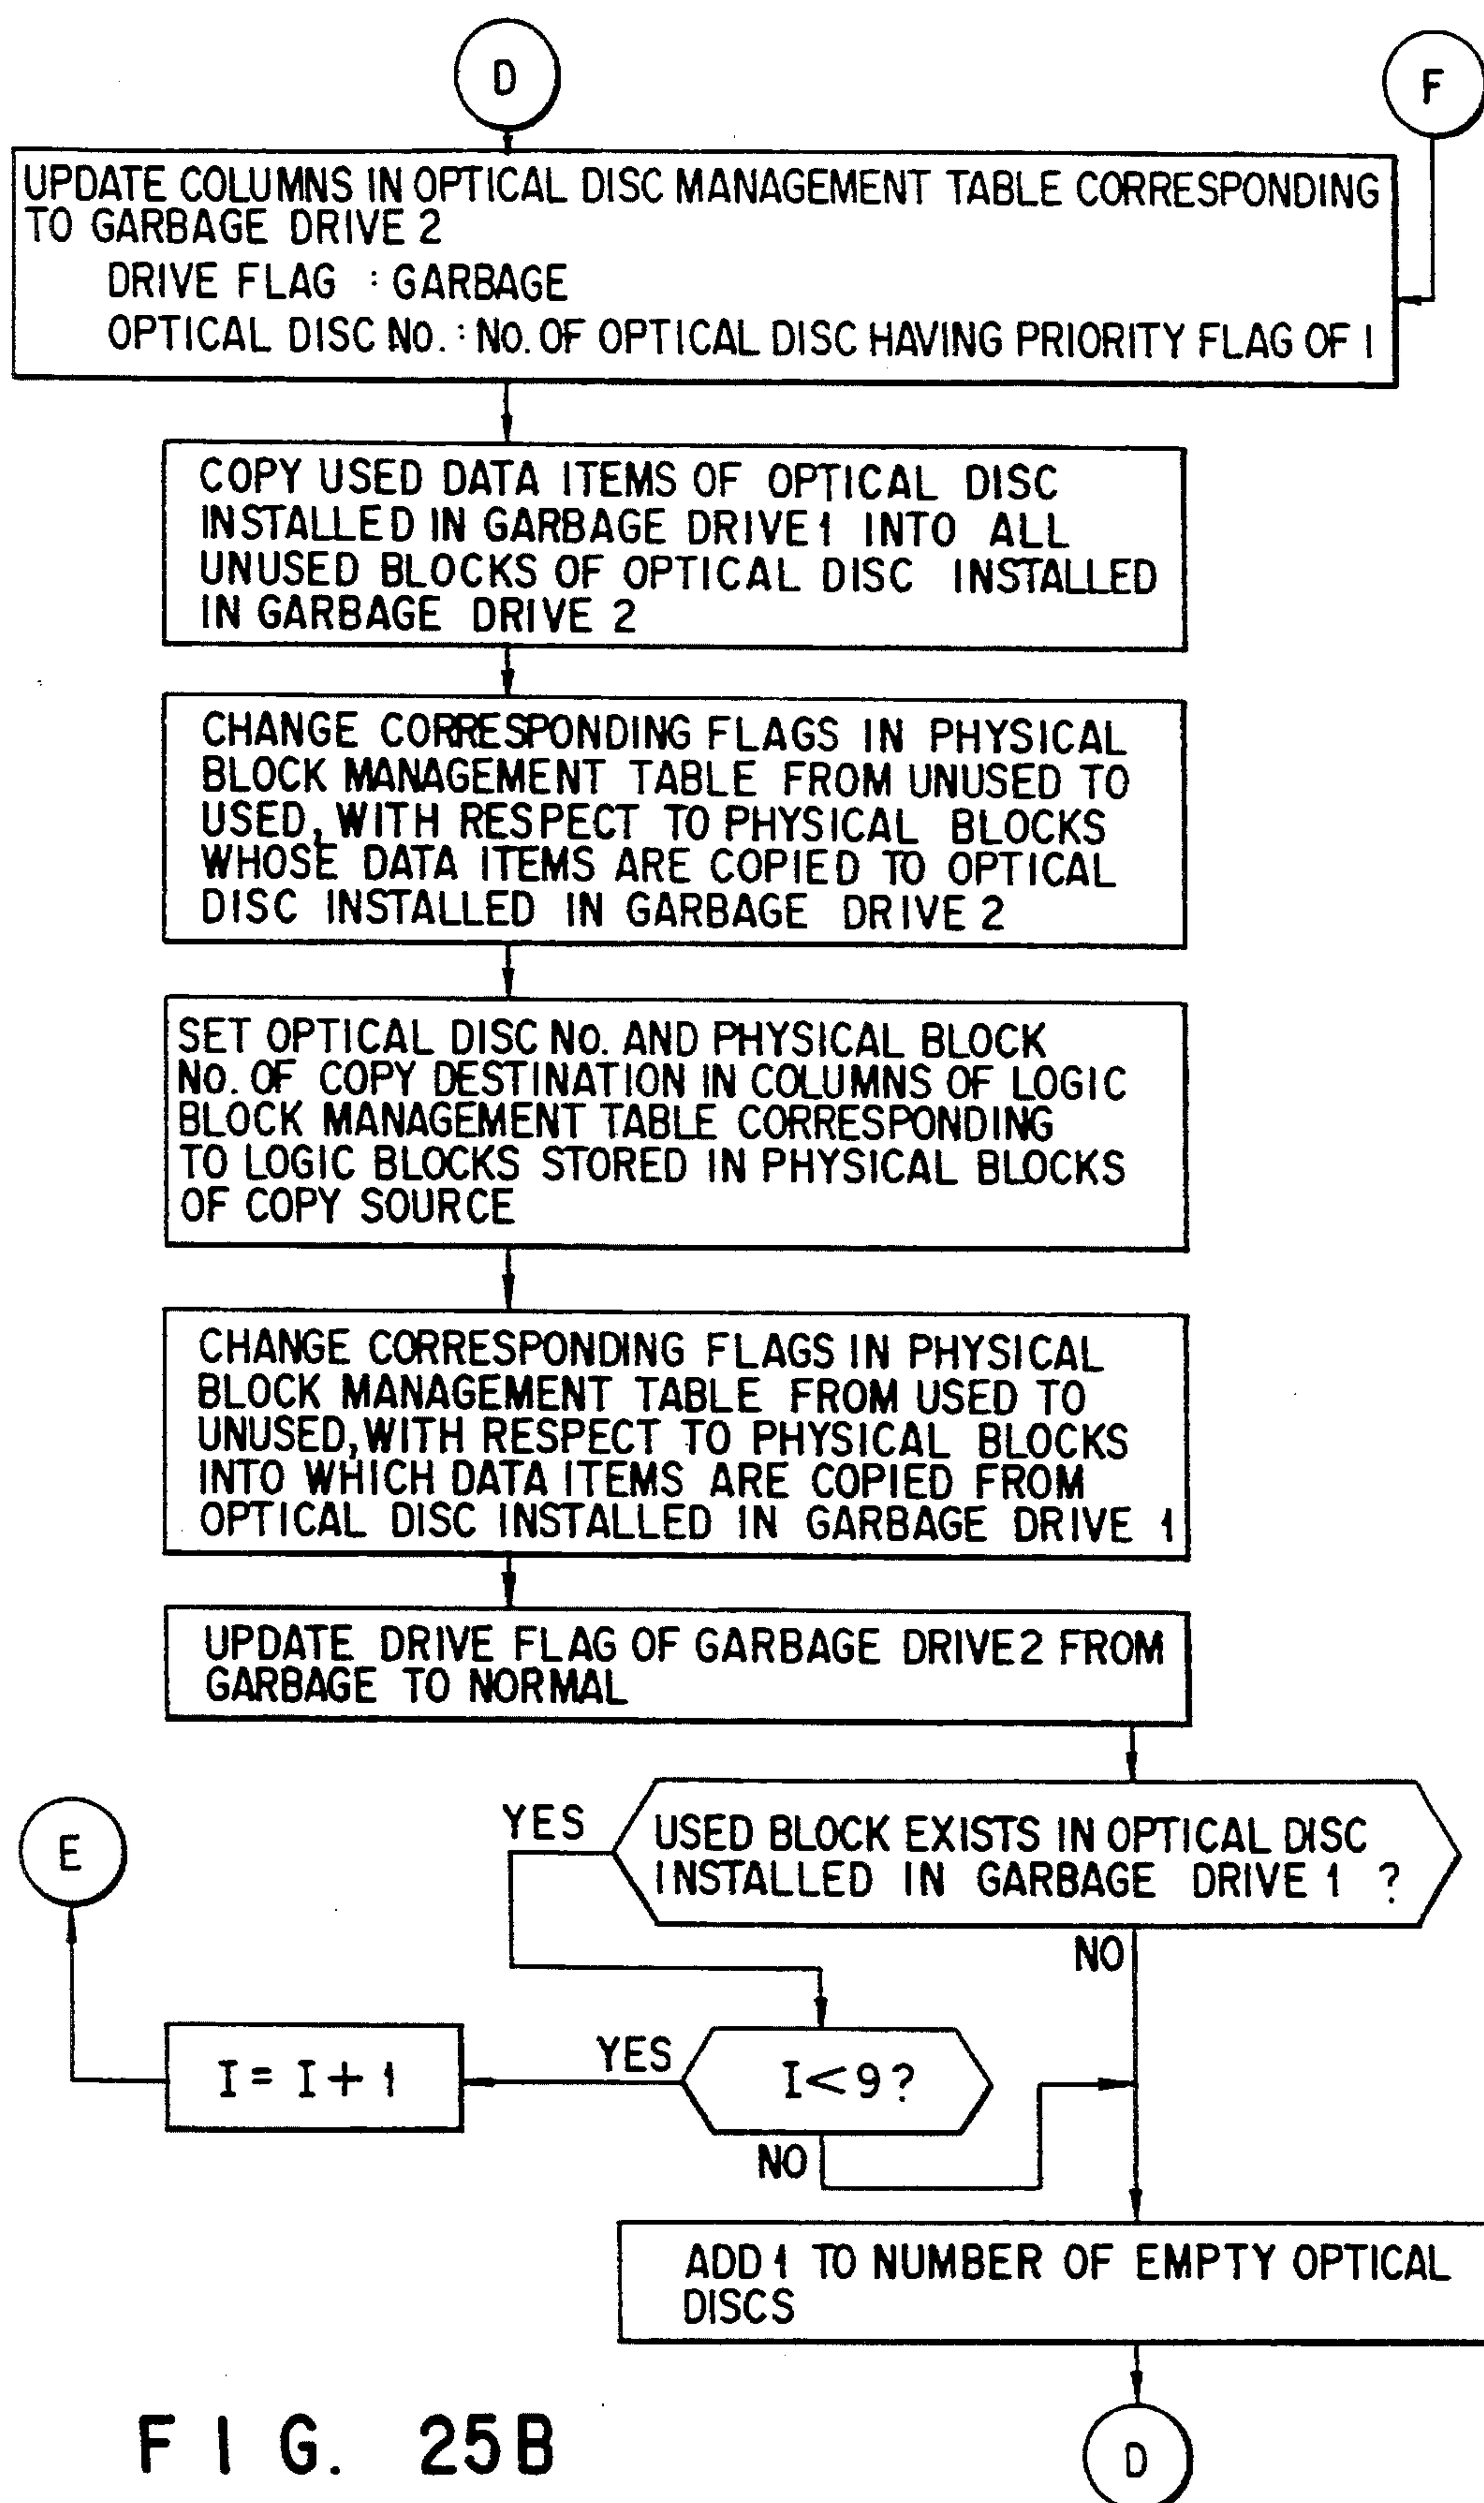 D
F
UPDATE COLUMNS IN OPTICAL DISC MANAGEMENT TABLE CORRESPONDING
TO GARBAGE DRIVE 2
DRIVE FLAG : GARBAGE
OPTICAL DISC No. : No. OF OPTICAL DISC HAVING PRIORITY FLAG OF I
COPY USED DATA ITEMS OF OPTICAL DISC
INSTALLED IN GARBAGE DRIVE 1 INTO ALL
UNUSED BLOCKS OF OPTICAL DISC INSTALLED
IN GARBAGE DRIVE 2
CHANGE CORRESPONDING FLAGS IN PHYSICAL
BLOCK MANAGEMENT TABLE FROM UNUSED TO
USED, WITH RESPECT TO PHYSICAL BLOCKS
WHOSE DATA ITEMS ARE COPIED TO OPTICAL
DISC INSTALLED IN GARBAGE DRIVE 2
SET OPTICAL DISC No. AND PHYSICAL BLOCK
No. OF COPY DESTINATION IN COLUMNS OF LOGIC
BLOCK MANAGEMENT TABLE CORRESPONDING
TO LOGIC BLOCKS STORED IN PHYSICAL BLOCKS
OF COPY SOURCE
CHANGE CORRESPONDING FLAGS IN PHYSICAL
BLOCK MANAGEMENT TABLE FROM USED TO
UNUSED, WITH RESPECT TO PHYSICAL BLOCKS
INTO WHICH DATA ITEMS ARE COPIED FROM
OPTICAL DISC INSTALLED IN GARBAGE DRIVE 1
UPDATE DRIVE FLAG OF GARBAGE DRIVE 2 FROM
GARBAGE TO NORMAL
YES
USED BLOCK EXISTS IN OPTICAL DISC
INSTALLED IN GARBAGE DRIVE 1 ?
E
NO
I = I + 1
YES
I < 9 ?
NO
ADD 1 TO NUMBER OF EMPTY OPTICAL
DISCS
D
FIG. 25B